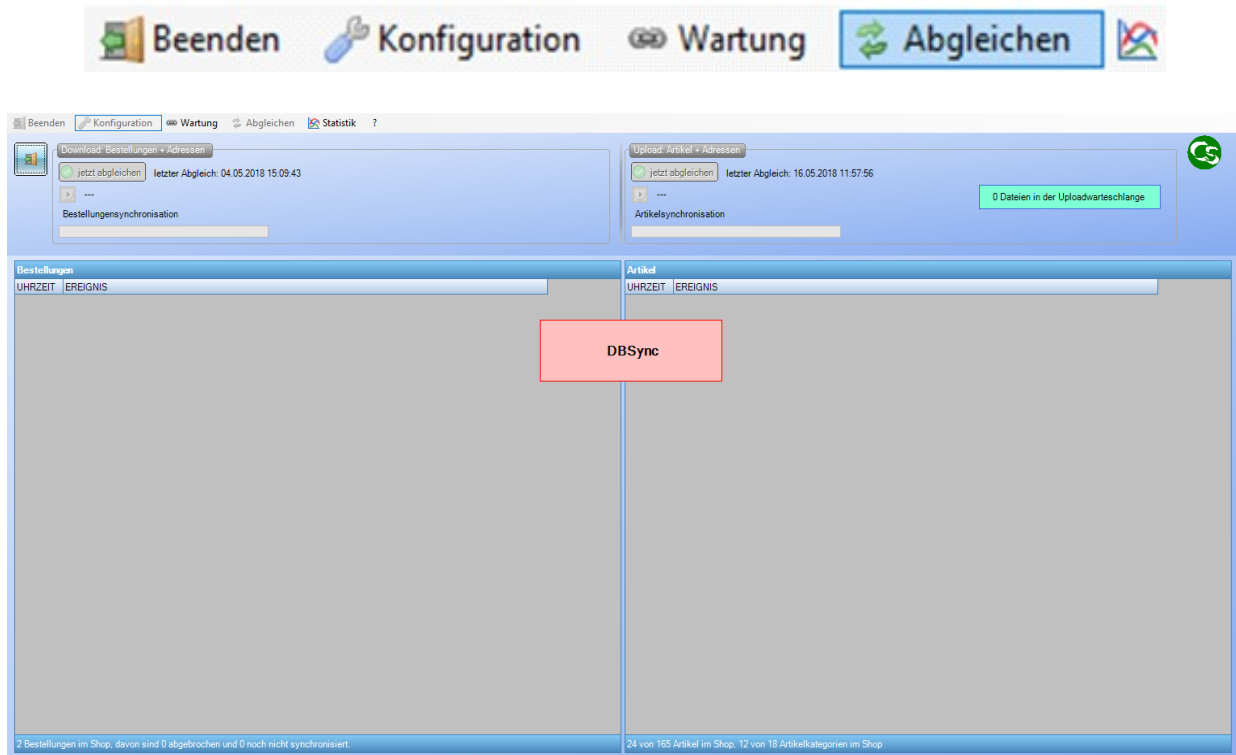 Beenden Konfiguration Wartung Abgleichen
Beenden Konfiguration Wartung Abgleichen Statistik ?
Download: Bestellungen + Adressen
jetzt abgleichen letzter Abgleich: 04.05.2018 15:09:43
---
Bestellungensynchronisation
Upload: Artikel + Adressen
jetzt abgleichen letzter Abgleich: 16.05.2018 11:57:56
---
0 Dateien in der Uploadwarteschlange
Artikelsynchronisation
CS
Bestellungen
UHRZEIT EREIGNIS
Artikel
UHRZEIT EREIGNIS
DBSync
2 Bestellungen im Shop, davon sind 0 abgebrochen und 0 noch nicht synchronisiert.
24 von 165 Artikel im Shop, 12 von 18 Artikelkategorien im Shop